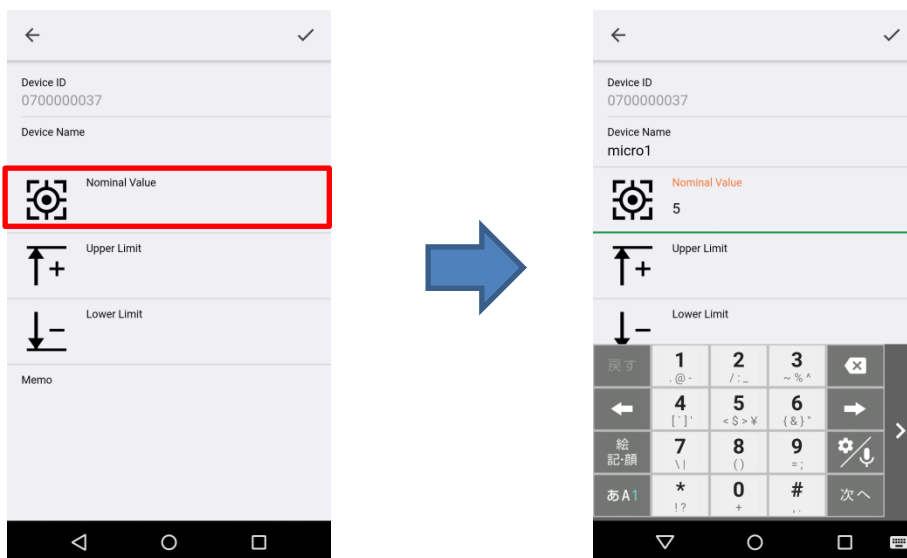 Device ID
0700000037
Device Name
Nominal Value
Upper Limit
Lower Limit
Memo
Device ID
0700000037
Device Name
micro1
Nominal Value
5
Upper Limit
Lower Limit
戻す 1 2 3
.@- /:_ ~%^
4 5 6
[`]' <$>¥ {&}"
絵記・顔 7 8 9
\| () =;
あA1 * 0 # 次へ
!? + ,.